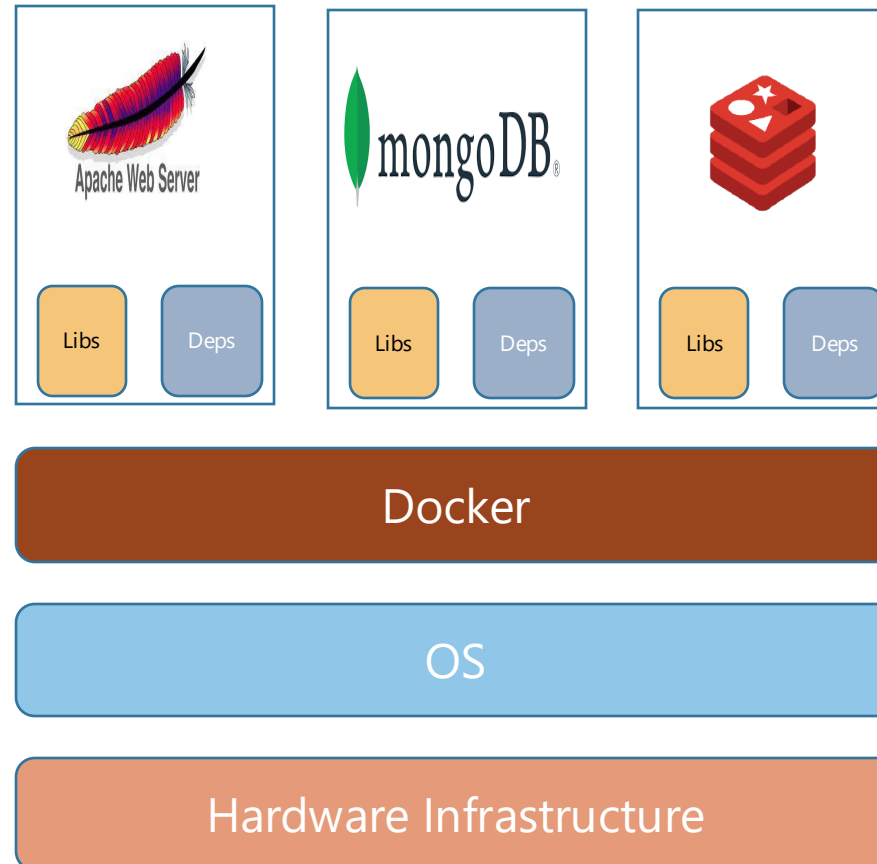 Apache Web Server
mongoDB®
Libs
Deps
Libs
Deps
Libs
Deps
Docker
OS
Hardware Infrastructure